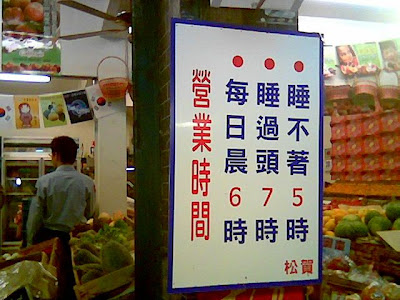 營業時間
● 每日晨6時
● 睡過頭7時
● 睡不著5時
松賀